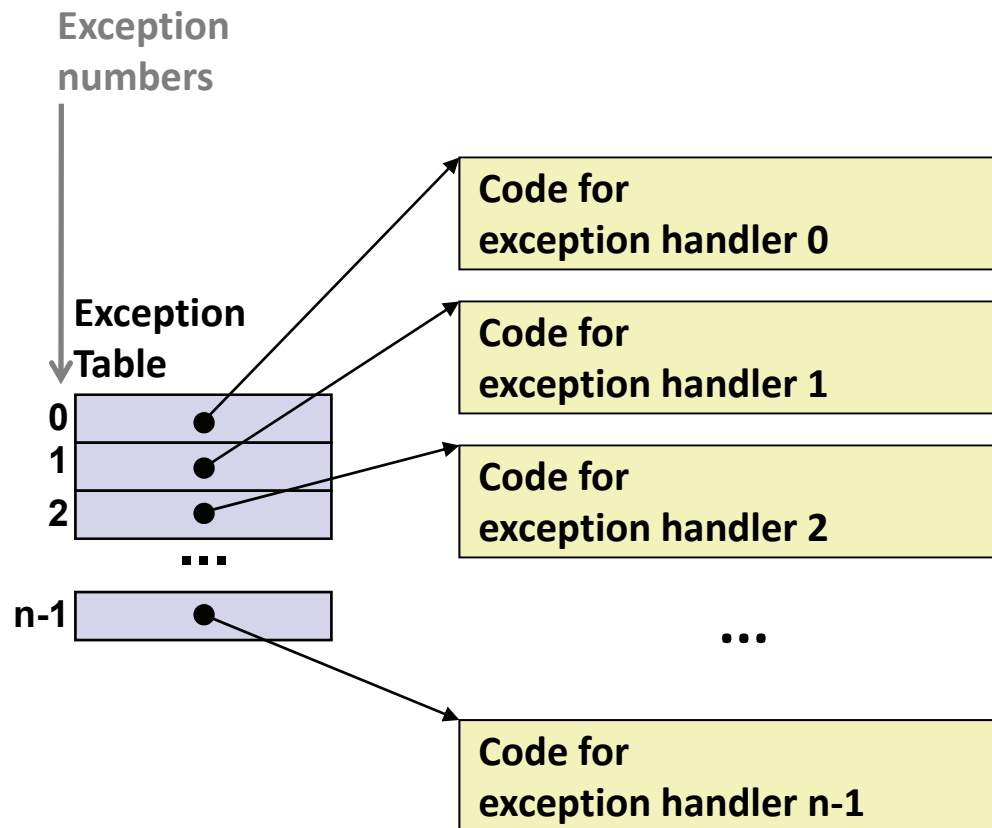 Exception
numbers
Code for
exception handler 0
Exception
Table
Code for
exception handler 1
0
1
2
...
n-1
Code for
exception handler 2
...
Code for
exception handler n-1